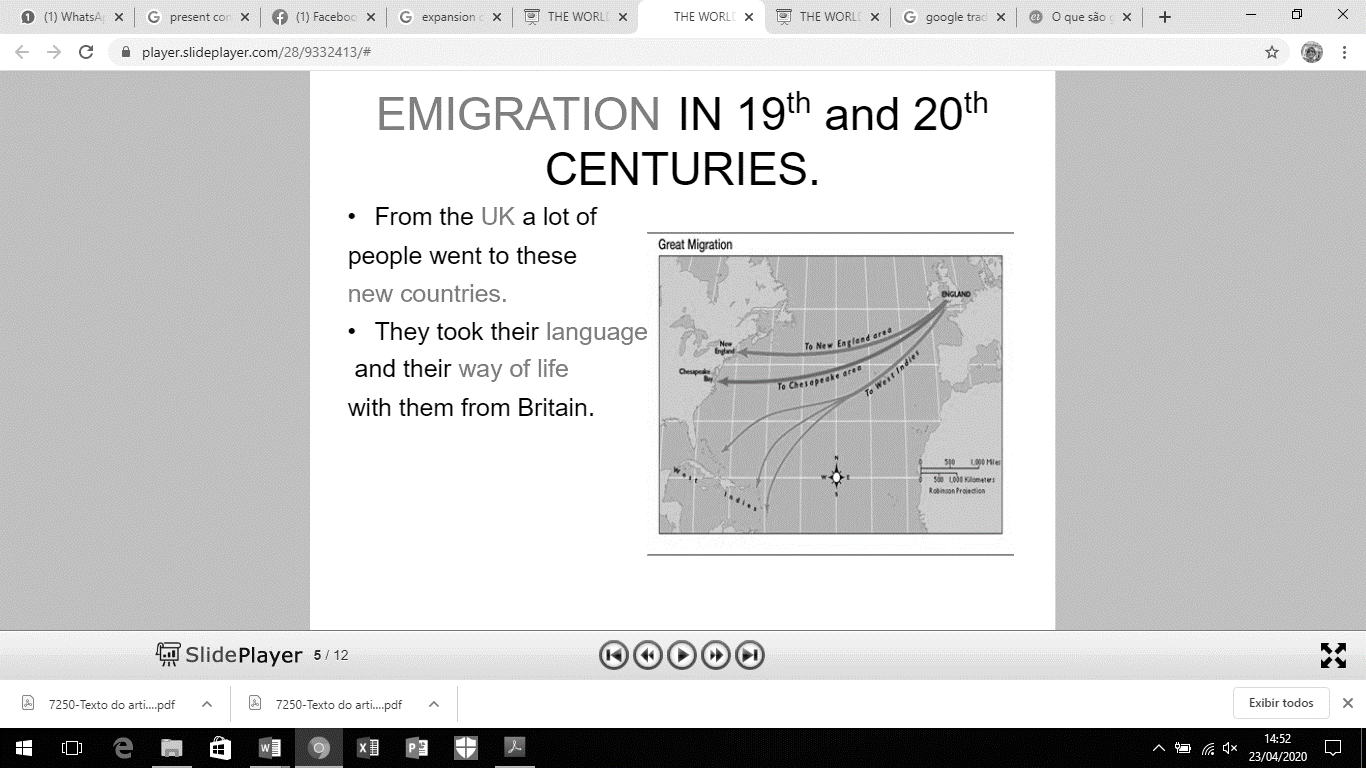 (1) WhatsA
present con
(1) Faceboo
expansion c
THE WORL
THE WORLD
THE WORL
google trad
O que são g
player.slideplayer.com/28/9332413/#
EMIGRATION IN 19th and 20th
CENTURIES.
• From the UK a lot of
people went to these
new countries.
• They took their language
and their way of life
with them from Britain.
Great Migration
ENGLAND
To New England area
New
England
Chesapeake
Bay
To Chesapeake area
To West Indies
West Indies
N
W E
S
0 500 1,000 Miles
0 500 1,000 Kilometers
Robinson Projection
SlidePlayer 5 / 12
7250-Texto do arti....pdf
7250-Texto do arti....pdf
Exibir todos
14:52
23/04/2020